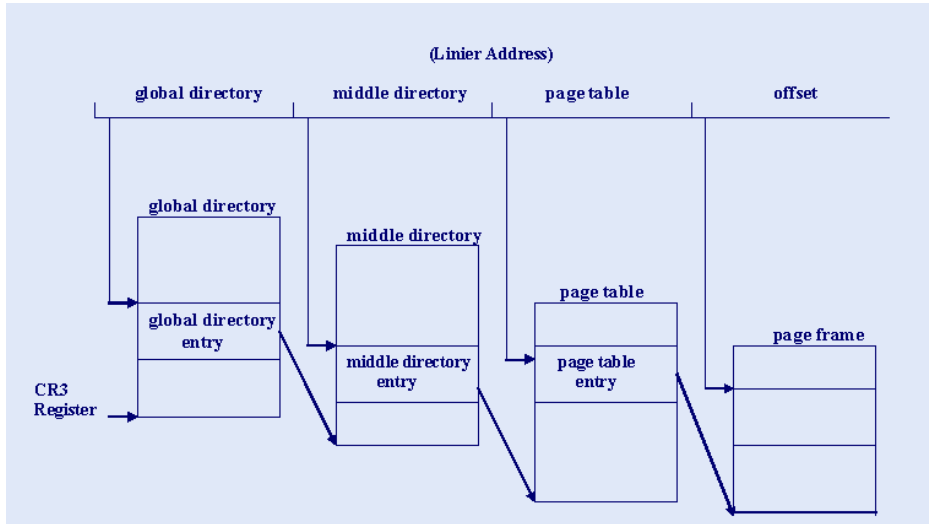 (Linier Address)
global directory
middle directory
page table
offset
global directory
middle directory
page table
page frame
global directory
entry
middle directory
entry
page table
entry
CR3
Register